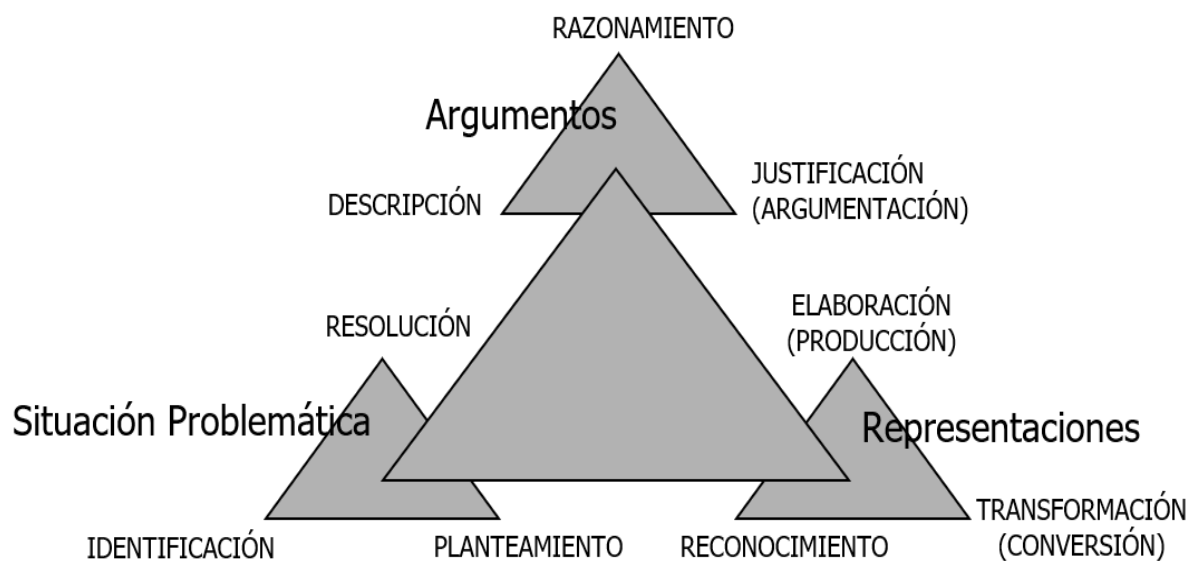 RAZONAMIENTO
Argumentos
DESCRIPCIÓN
JUSTIFICACIÓN
(ARGUMENTACIÓN)
RESOLUCIÓN
ELABORACIÓN
(PRODUCCIÓN)
Situación Problemática
Representaciones
IDENTIFICACIÓN
PLANTEAMIENTO
RECONOCIMIENTO
TRANSFORMACIÓN
(CONVERSIÓN)